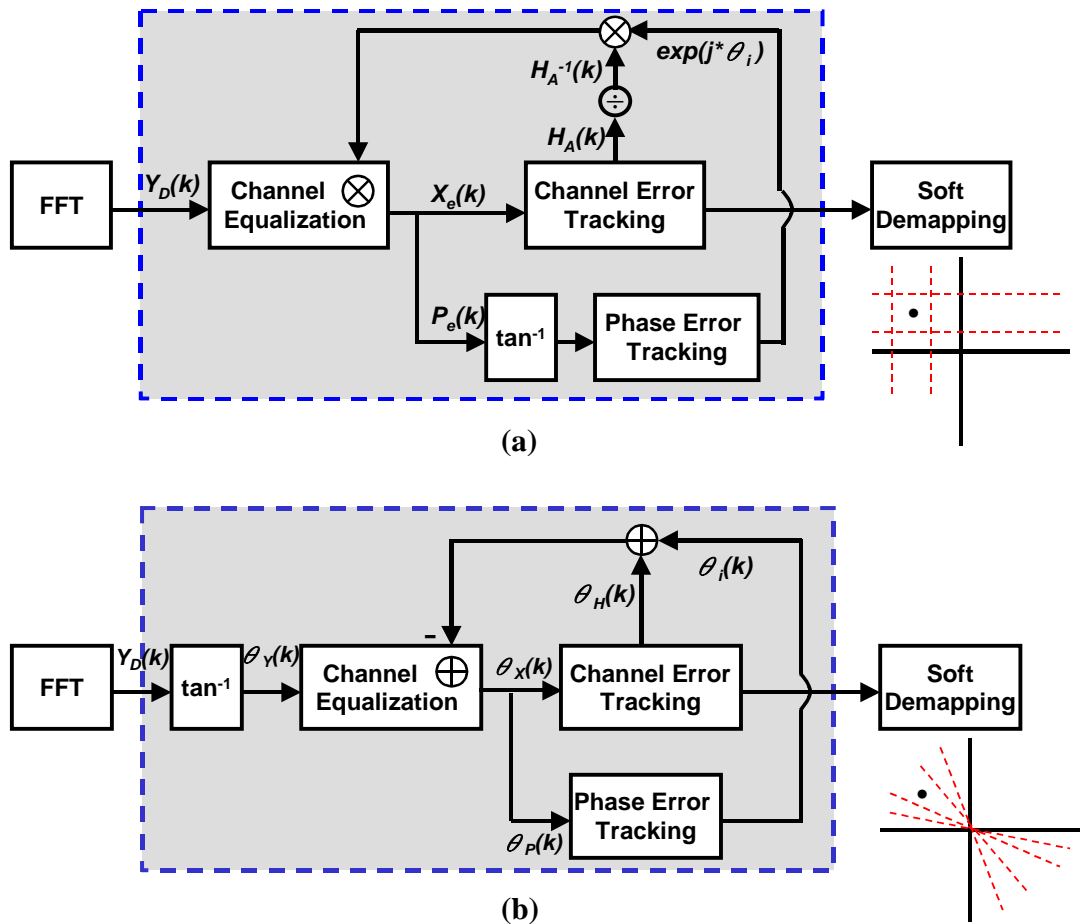 exp(j*θi)
HA-1(k)
÷
HA(k)
FFT
YD(k)
Channel
Equalization
Xe(k)
Channel Error
Tracking
Soft
Demapping
Pe(k)
tan-1
Phase Error
Tracking
(a)
θi(k)
θH(k)
–
FFT
YD(k)
tan-1
θY(k)
Channel
Equalization
θX(k)
Channel Error
Tracking
Soft
Demapping
θP(k)
Phase Error
Tracking
(b)